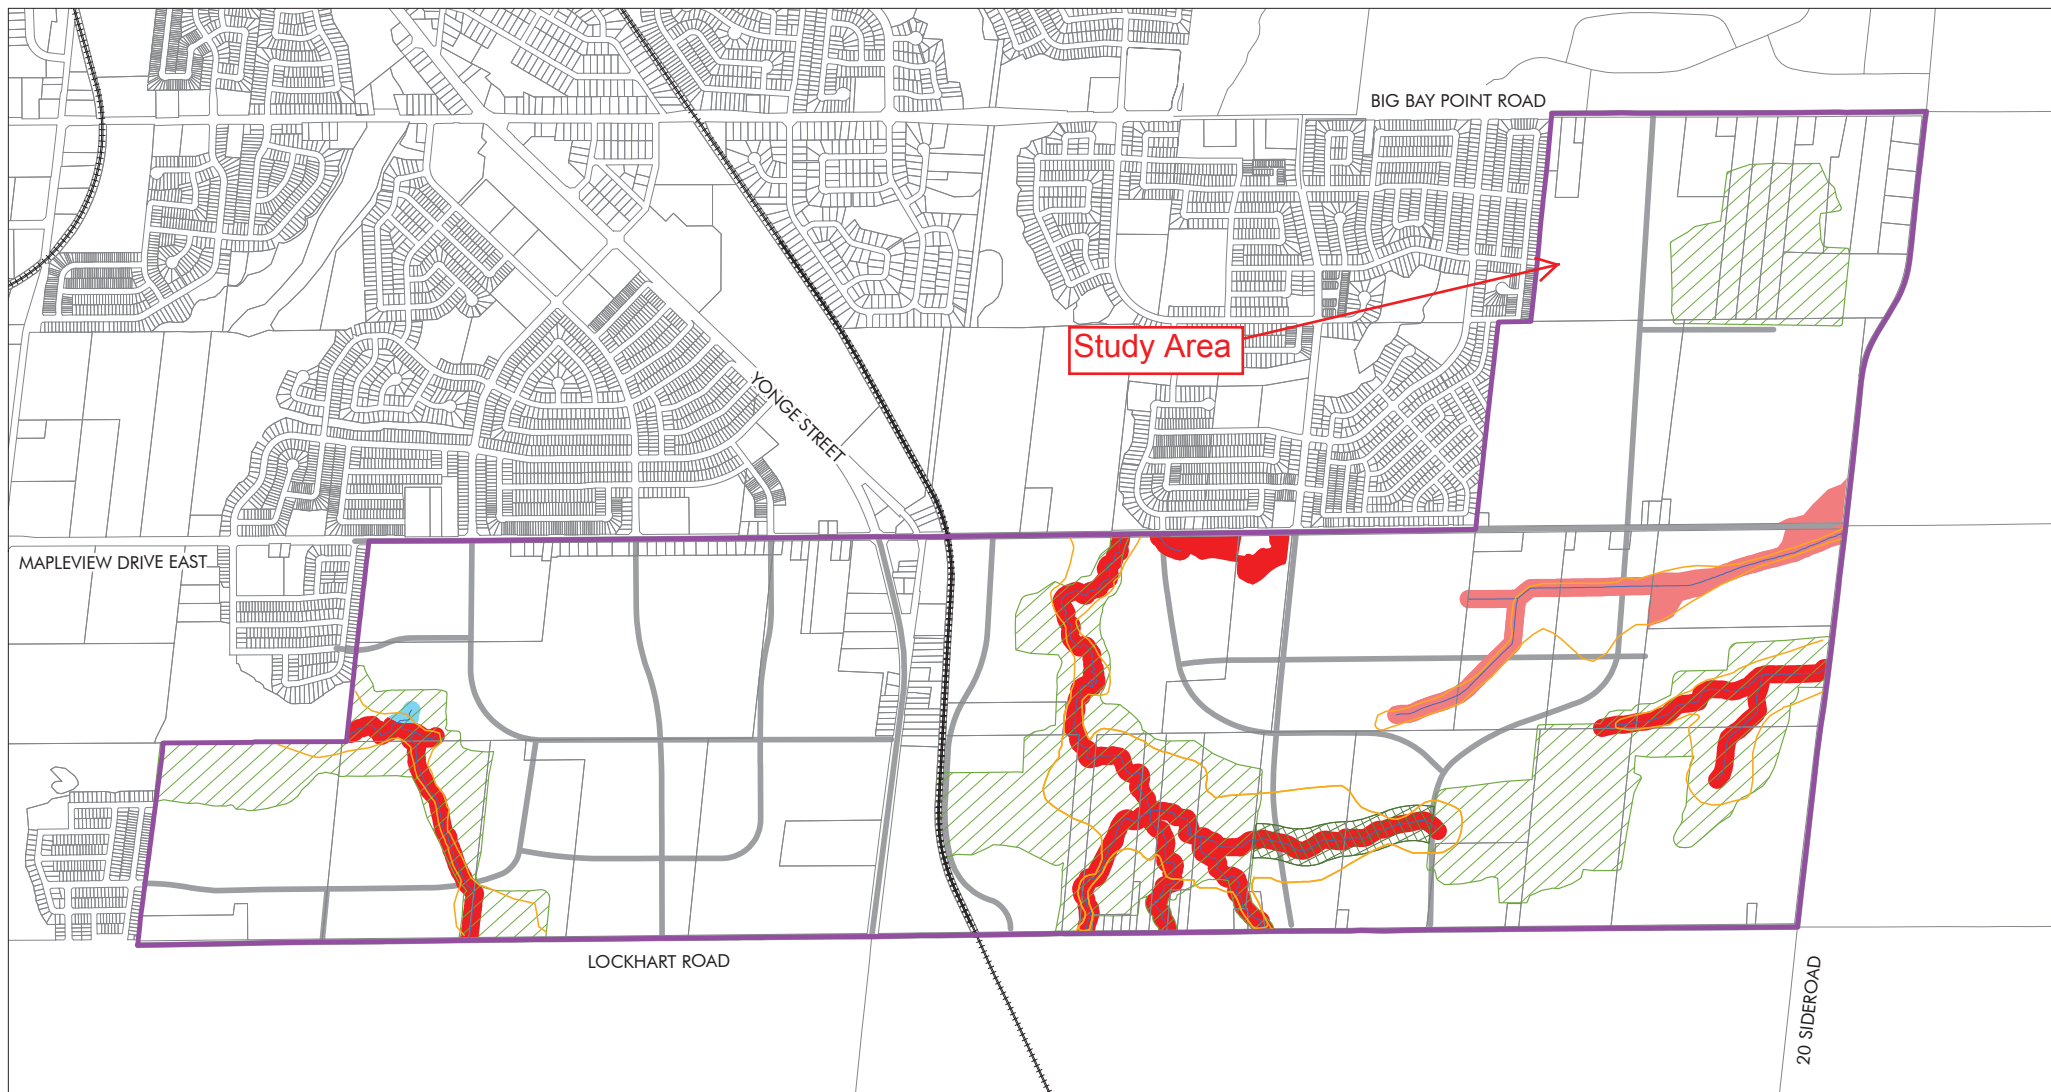 BIG BAY POINT ROAD
Study Area
YONGE STREET
MAPLEVIEW DRIVE EAST
LOCKHART ROAD
20 SIDEROAD